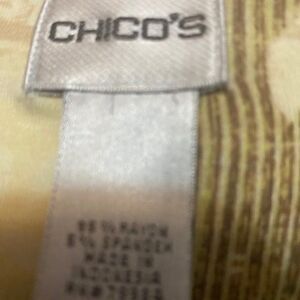 CHICO'S
95% RAYON
5% SPANDEX
MADE IN
INDONESIA